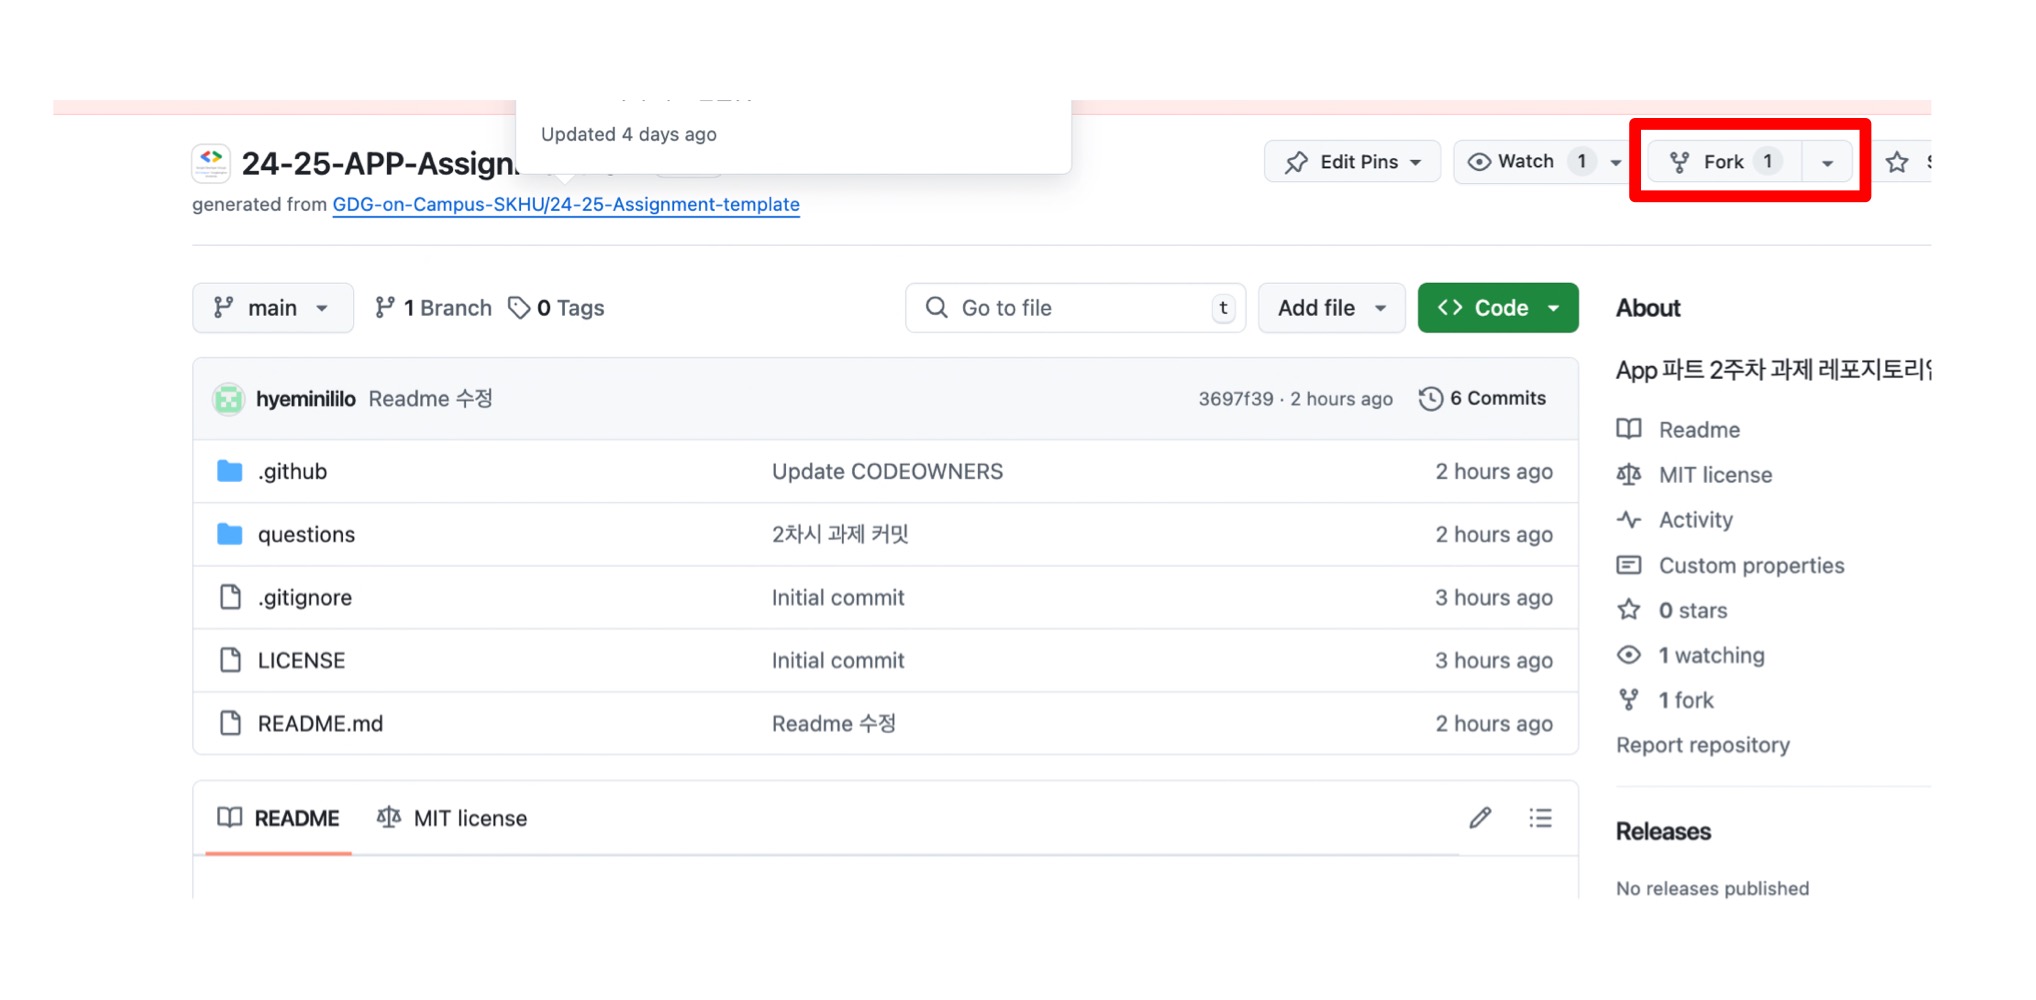 Updated 4 days ago
24-25-APP-Assign
Edit Pins
Watch 1
Fork 1
generated from GDG-on-Campus-SKHU/24-25-Assignment-template
main
1 Branch
0 Tags
Go to file
t
Add file
Code
About
App 파트 2주차 과제 레포지토리
hyeminililo Readme 수정
3697f39 · 2 hours ago
6 Commits
.github Update CODEOWNERS 2 hours ago
questions 2차시 과제 커밋 2 hours ago
.gitignore Initial commit 3 hours ago
LICENSE Initial commit 3 hours ago
README.md Readme 수정 2 hours ago
Readme
MIT license
Activity
Custom properties
0 stars
1 watching
1 fork
Report repository
README
MIT license
Releases
No releases published